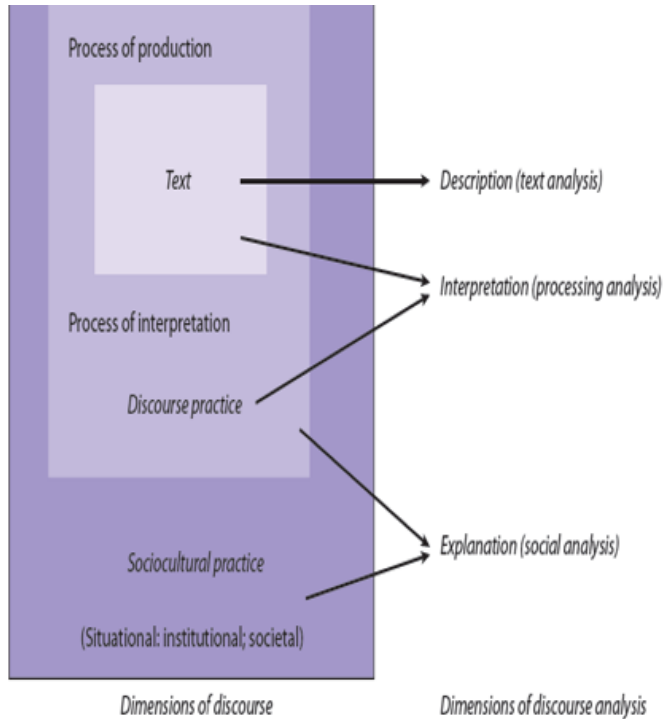 Process of production
Text
Description (text analysis)
Interpretation (processing analysis)
Process of interpretation
Discourse practice
Explanation (social analysis)
Sociocultural practice
(Situational: institutional; societal)
Dimensions of discourse
Dimensions of discourse analysis